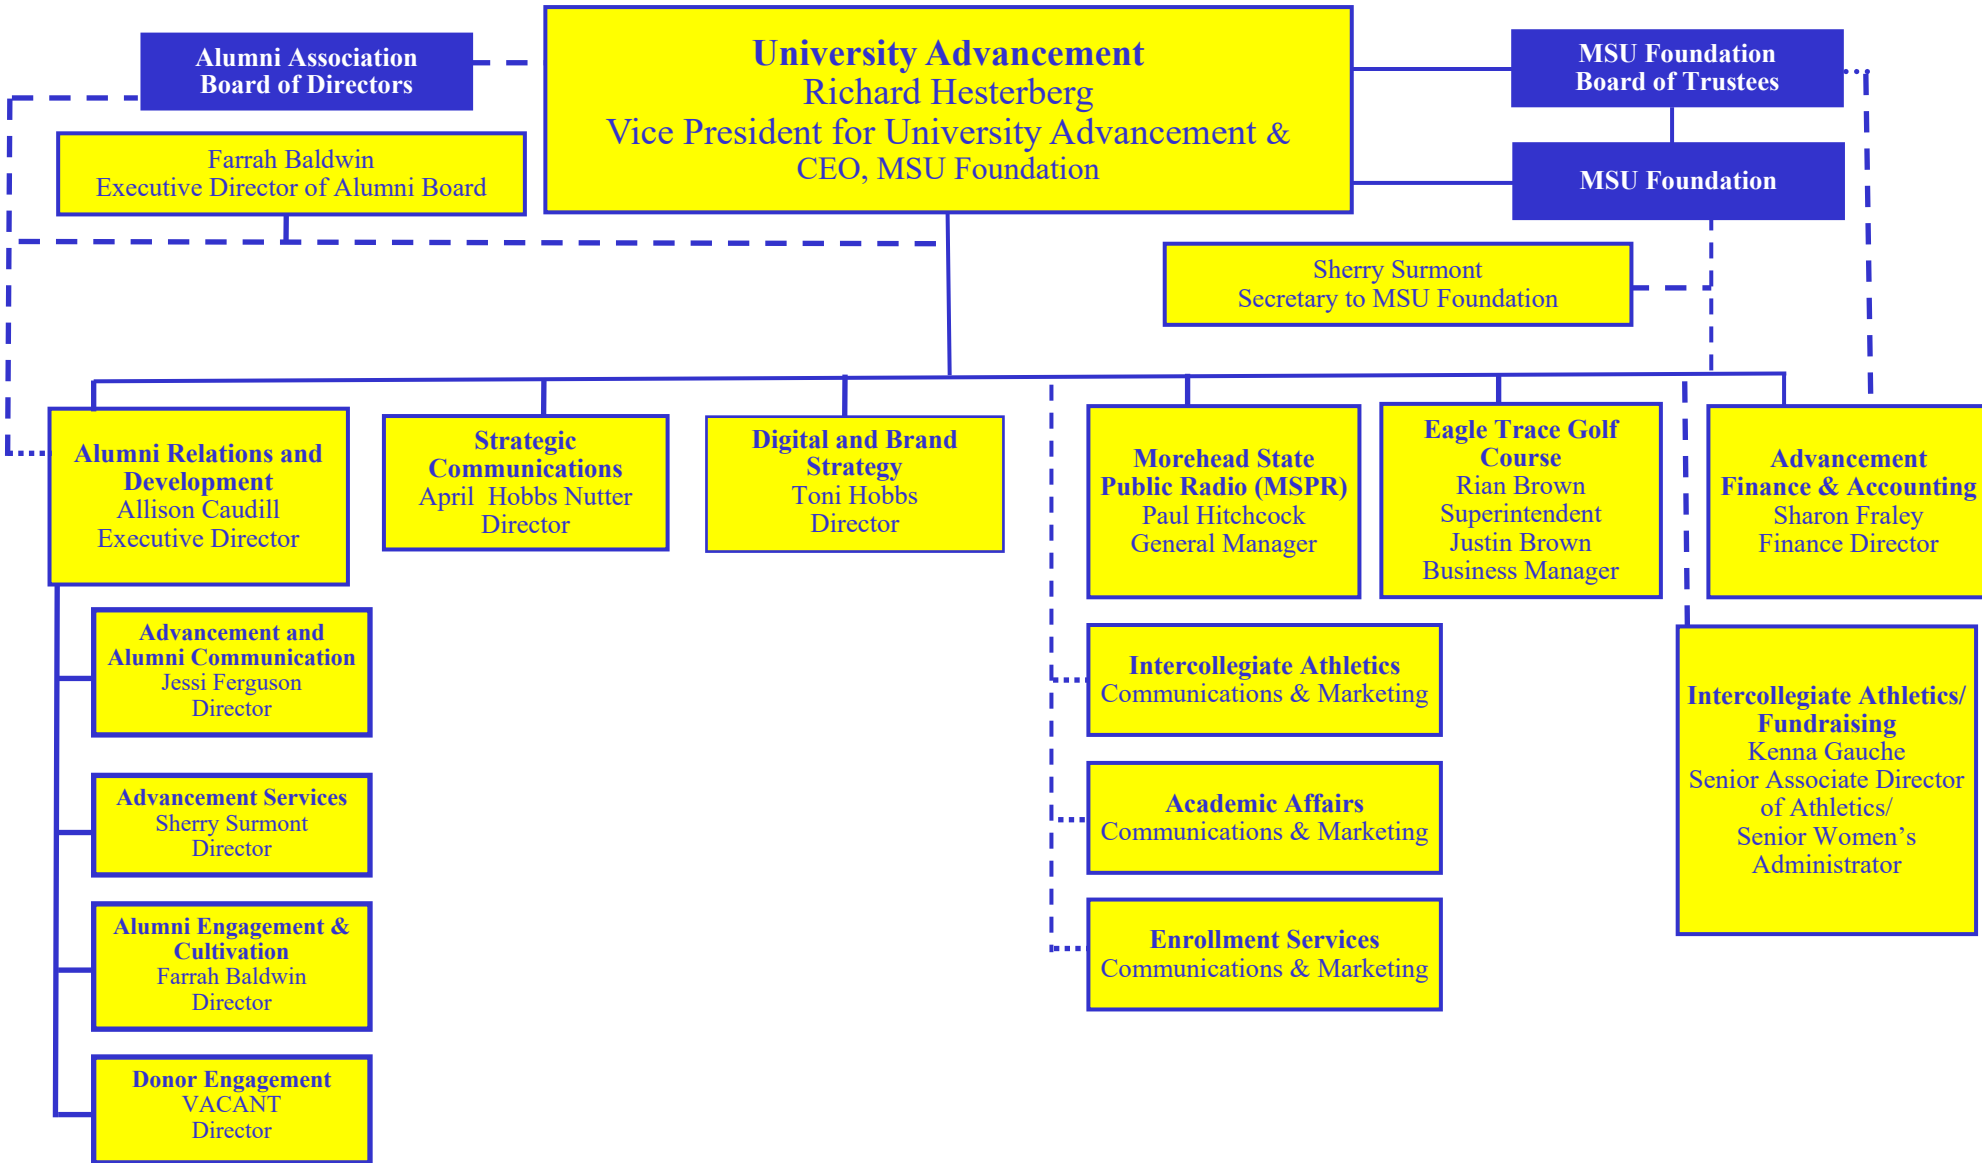 Alumni Association
Board of Directors
University Advancement
Richard Hesterberg
Vice President for University Advancement &
CEO, MSU Foundation
MSU Foundation
Board of Trustees
Farrah Baldwin
Executive Director of Alumni Board
MSU Foundation
Sherry Surmont
Secretary to MSU Foundation
Alumni Relations and
Development
Allison Caudill
Executive Director
Strategic
Communications
April Hobbs Nutter
Director
Digital and Brand
Strategy
Toni Hobbs
Director
Morehead State
Public Radio (MSPR)
Paul Hitchcock
General Manager
Eagle Trace Golf
Course
Rian Brown
Superintendent
Justin Brown
Business Manager
Advancement
Finance & Accounting
Sharon Fraley
Finance Director
Advancement and
Alumni Communication
Jessi Ferguson
Director
Advancement Services
Sherry Surmont
Director
Alumni Engagement &
Cultivation
Farrah Baldwin
Director
Donor Engagement
VACANT
Director
Intercollegiate Athletics
Communications & Marketing
Academic Affairs
Communications & Marketing
Enrollment Services
Communications & Marketing
Intercollegiate Athletics/
Fundraising
Kenna Gauche
Senior Associate Director
of Athletics/
Senior Women’s
Administrator